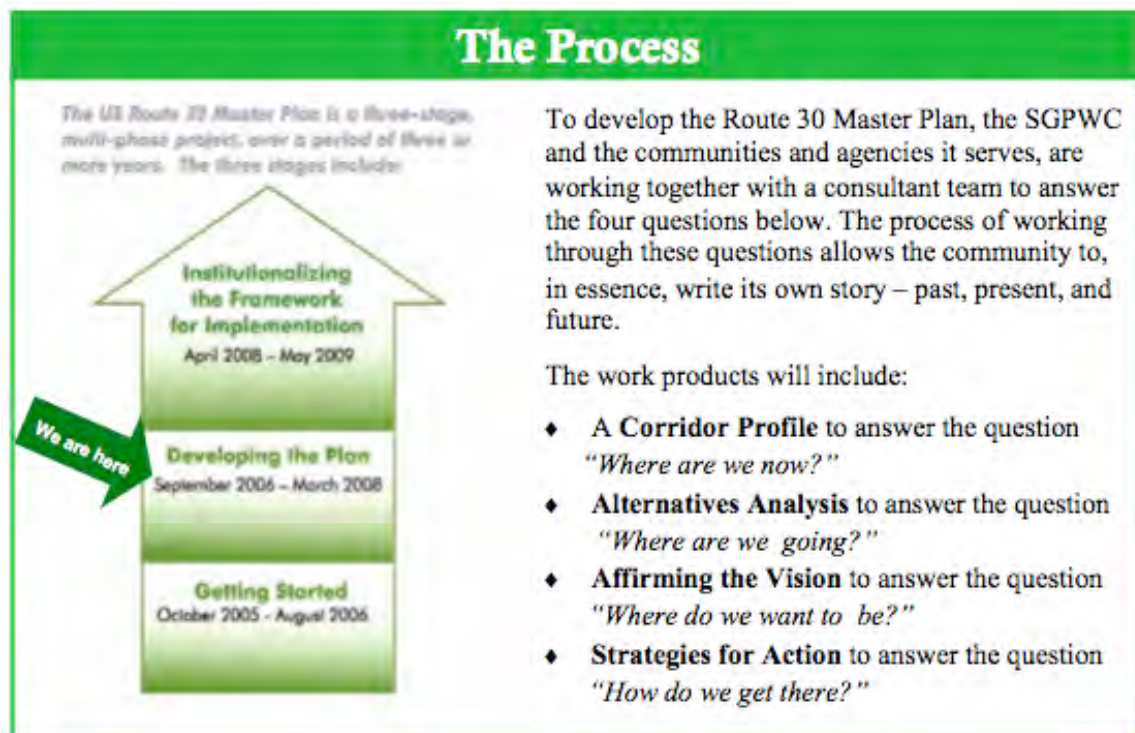 The Process
The US Route 30 Master Plan is a three-stage,
multi-phase project, over a period of three or
more years. The three stages include:
Institutionalizing
the Framework
for Implementation
April 2008 – May 2009
We are here
Developing the Plan
September 2006 – March 2008
Getting Started
October 2005 - August 2006
To develop the Route 30 Master Plan, the SGPWC
and the communities and agencies it serves, are
working together with a consultant team to answer
the four questions below. The process of working
through these questions allows the community to,
in essence, write its own story – past, present, and
future.
The work products will include:
♦ A Corridor Profile to answer the question
“Where are we now?”
♦ Alternatives Analysis to answer the question
“Where are we going?”
♦ Affirming the Vision to answer the question
“Where do we want to be?”
♦ Strategies for Action to answer the question
“How do we get there?”